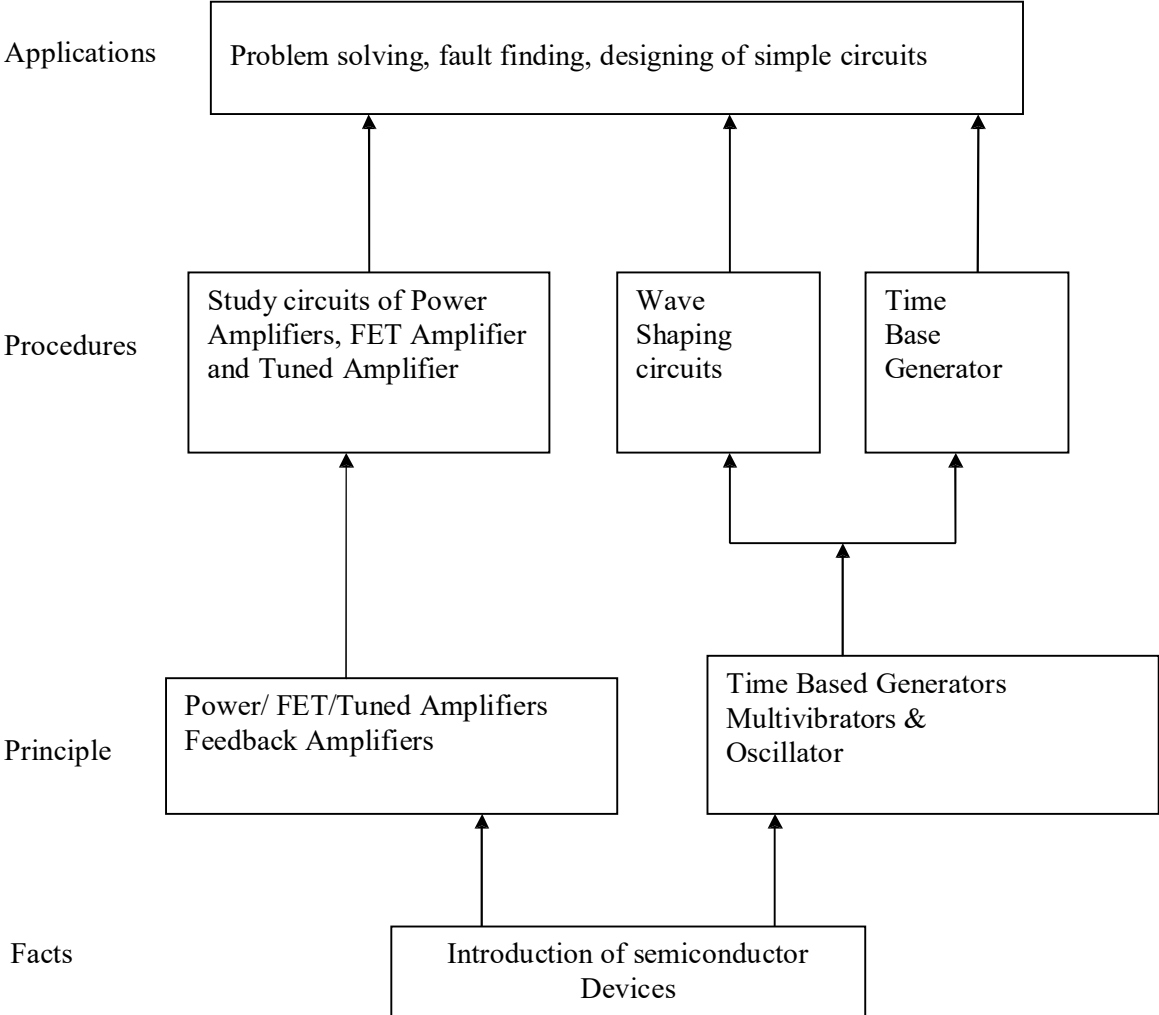 Applications
Problem solving, fault finding, designing of simple circuits
Procedures
Study circuits of Power
Amplifiers, FET Amplifier
and Tuned Amplifier
Wave
Shaping
circuits
Time
Base
Generator
Principle
Power/ FET/Tuned Amplifiers
Feedback Amplifiers
Time Based Generators
Multivibrators &
Oscillator
Facts
Introduction of semiconductor
Devices